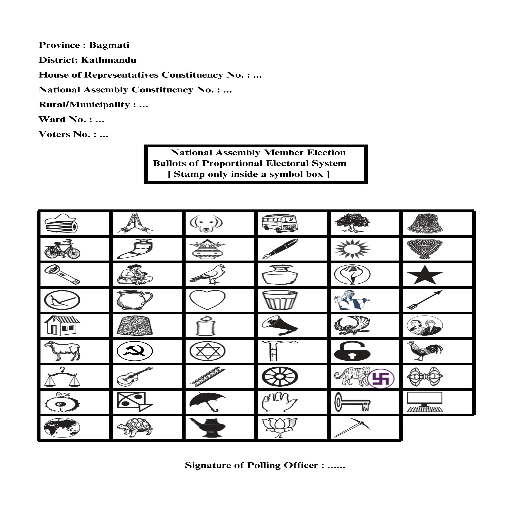 Province : Bagmati
District: Kathmandu
House of Representatives Constituency No. : ...
National Assembly Constituency No. : ...
Rural/Municipality : ...
Ward No. : ...
Voters No. : ...
National Assembly Member Election
Ballots of Proportional Electoral System
[ Stamp only inside a symbol box ]
Signature of Polling Officer : ......